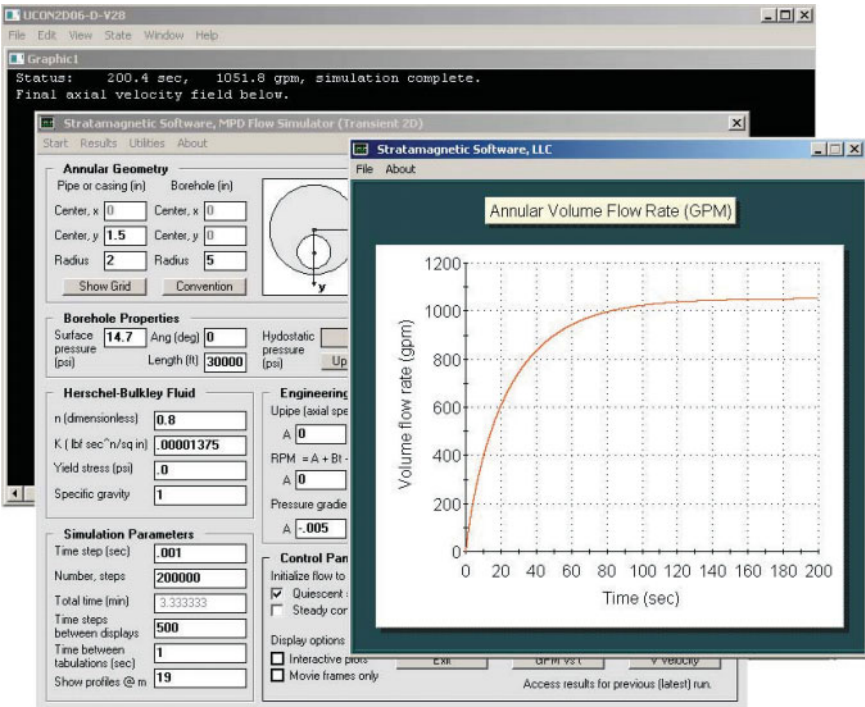 UCON2D06-D-V28
File Edit View State Window Help
Graphic1
Status: 200.4 sec, 1051.8 gpm, simulation complete.
Final axial velocity field below.
Stratamagnetic Software, MPD Flow Simulator (Transient 2D)
Start Results Utilities About
Annular Geometry
Pipe or casing (in) Borehole (in)
Center, x 0 Center, x 0
Center, y 1.5 Center, y 0
Radius 2 Radius 5
Show Grid Convention
y
Borehole Properties
Surface pressure (psi) 14.7 Ang (deg) 0
Length (ft) 30000
Hydostatic pressure (psi)
Up
Herschel-Bulkley Fluid
n (dimensionless) 0.8
K ( lbf sec^n/sq in) .00001375
Yield stress (psi) .0
Specific gravity 1
Engineering
Upipe (axial spe
A 0
RPM = A + Bt -
A 0
Pressure gradie
A -.005
Simulation Parameters
Time step (sec) .001
Number, steps 200000
Total time (min) 3.333333
Time steps between displays 500
Time between tabulations (sec) 1
Show profiles @ m 19
Control Pan
Initialize flow to
Quiescent
Steady cor
Display options
Interactive plots
Movie frames only
Exit GPM vs t V velocity
Access results for previous (latest) run.
Stratamagnetic Software, LLC
File About
Annular Volume Flow Rate (GPM)
Volume flow rate (gpm)
1200
1000
800
600
400
200
0
0 20 40 60 80 100 120 140 160 180 200
Time (sec)